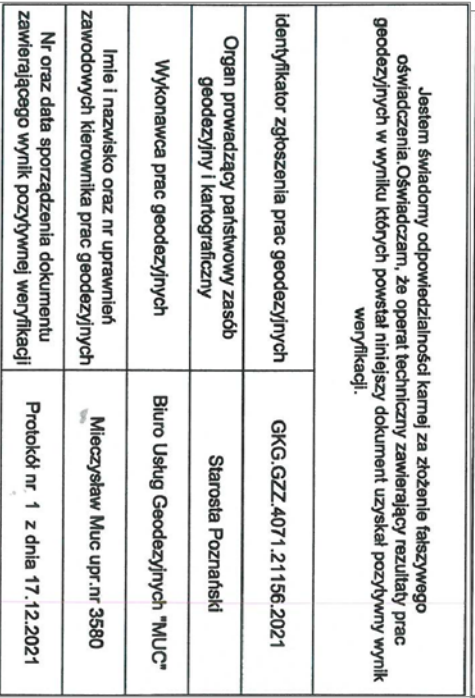 Jestem świadomy odpowiedzialności karnej za złożenie fałszywego
oświadczenia.Oświadczam, że operat techniczny zawierający rezultaty prac
geodezyjnych w wyniku których powstał niniejszy dokument uzyskał pozytywny wynik
weryfikacji.
identyfikator zgłoszenia prac geodezyjnych
GKG.GZZ.4071.21156.2021
Organ prowadzący państwowy zasób
geodezyjny i kartograficzny
Starosta Poznański
Wykonawca prac geodezyjnych
Biuro Usług Geodezyjnych "MUC"
Imie i nazwisko oraz nr uprawnień
zawodowych kierownika prac geodezyjnych
Mieczysław Muc upr.nr 3580
Nr oraz data sporządzenia dokumentu
zawierającego wynik pozytywnej weryfikacji
Protokół nr 1 z dnia 17.12.2021